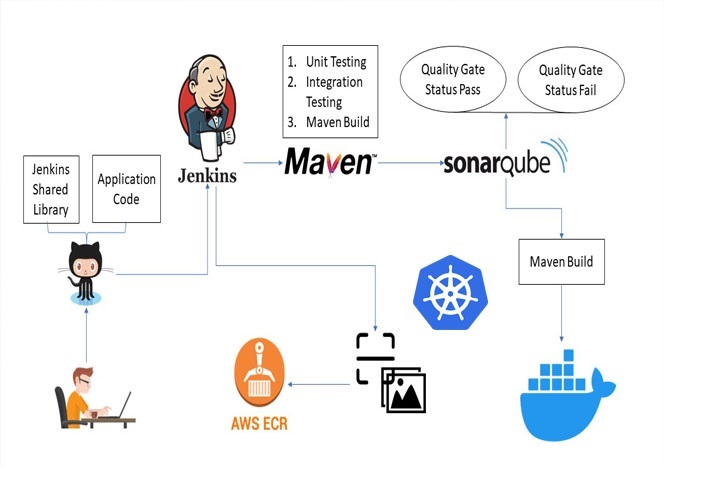 1. Unit Testing
2. Integration
Testing
3. Maven Build
Quality Gate
Status Pass
Quality Gate
Status Fail
Jenkins
Maven™
sonarqube
Jenkins
Shared
Library
Application
Code
Maven Build
AWS ECR